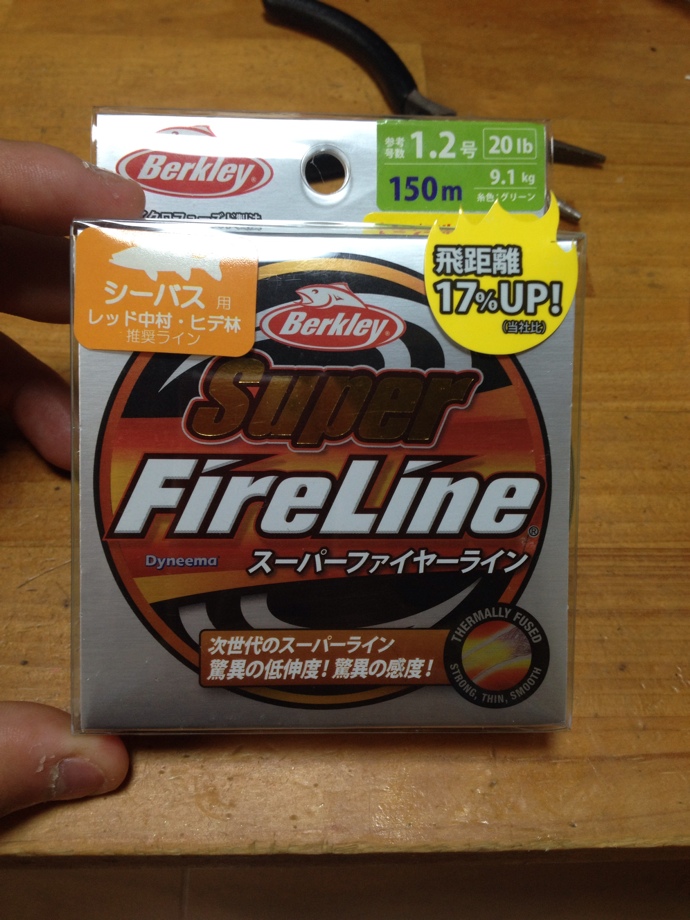 Berkley
参考号数 1.2号 20lb
150m 9.1kg
糸色:グリーン
シーバス用
レッド中村・ヒデ林
推奨ライン
飛距離
17%UP!
(当社比)
Berkley
Super
FireLine®
Dyneema スーパーファイヤーライン
次世代のスーパーライン
驚異の低伸度!驚異の感度!
THERMALLY FUSED
STRONG, THIN, SMOOTH